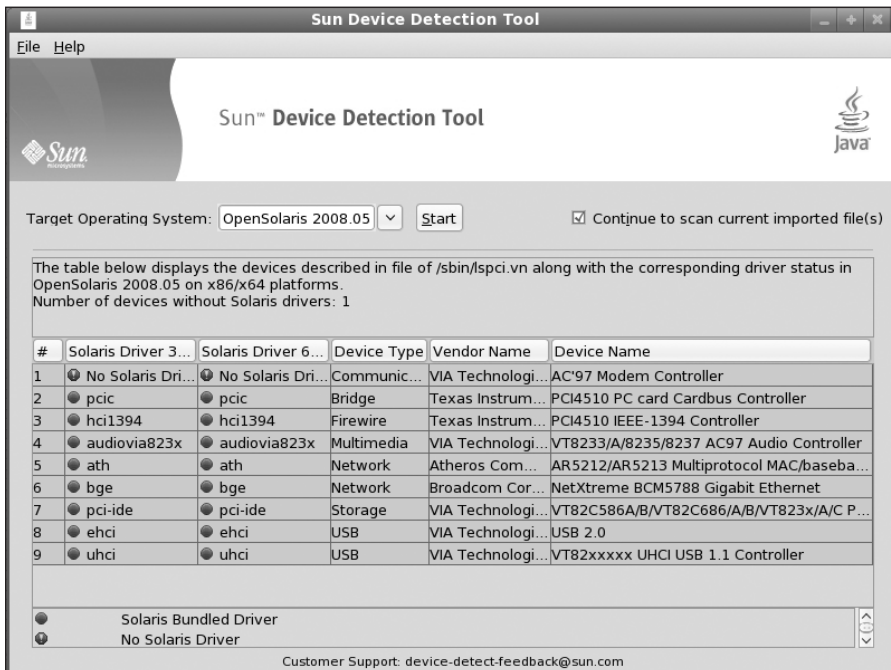 Sun Device Detection Tool
File Help
Sun™ Device Detection Tool
Sun
microsystems
Java
Target Operating System: OpenSolaris 2008.05 Start Continue to scan current imported file(s)
The table below displays the devices described in file of /sbin/lspci.vn along with the corresponding driver status in
OpenSolaris 2008.05 on x86/x64 platforms.
Number of devices without Solaris drivers: 1
# Solaris Driver 3... Solaris Driver 6... Device Type Vendor Name Device Name
1 No Solaris Dri... No Solaris Dri... Communic... VIA Technologi... AC'97 Modem Controller
2 pcic pcic Bridge Texas Instrum... PCI4510 PC card Cardbus Controller
3 hci1394 hci1394 Firewire Texas Instrum... PCI4510 IEEE-1394 Controller
4 audiovia823x audiovia823x Multimedia VIA Technologi... VT8233/A/8235/8237 AC97 Audio Controller
5 ath ath Network Atheros Com... AR5212/AR5213 Multiprotocol MAC/baseba...
6 bge bge Network Broadcom Cor... NetXtreme BCM5788 Gigabit Ethernet
7 pci-ide pci-ide Storage VIA Technologi... VT82C586A/B/VT82C686/A/B/VT823x/A/C P...
8 ehci ehci USB VIA Technologi... USB 2.0
9 uhci uhci USB VIA Technologi... VT82xxxxx UHCI USB 1.1 Controller
Solaris Bundled Driver
No Solaris Driver
Customer Support: device-detect-feedback@sun.com